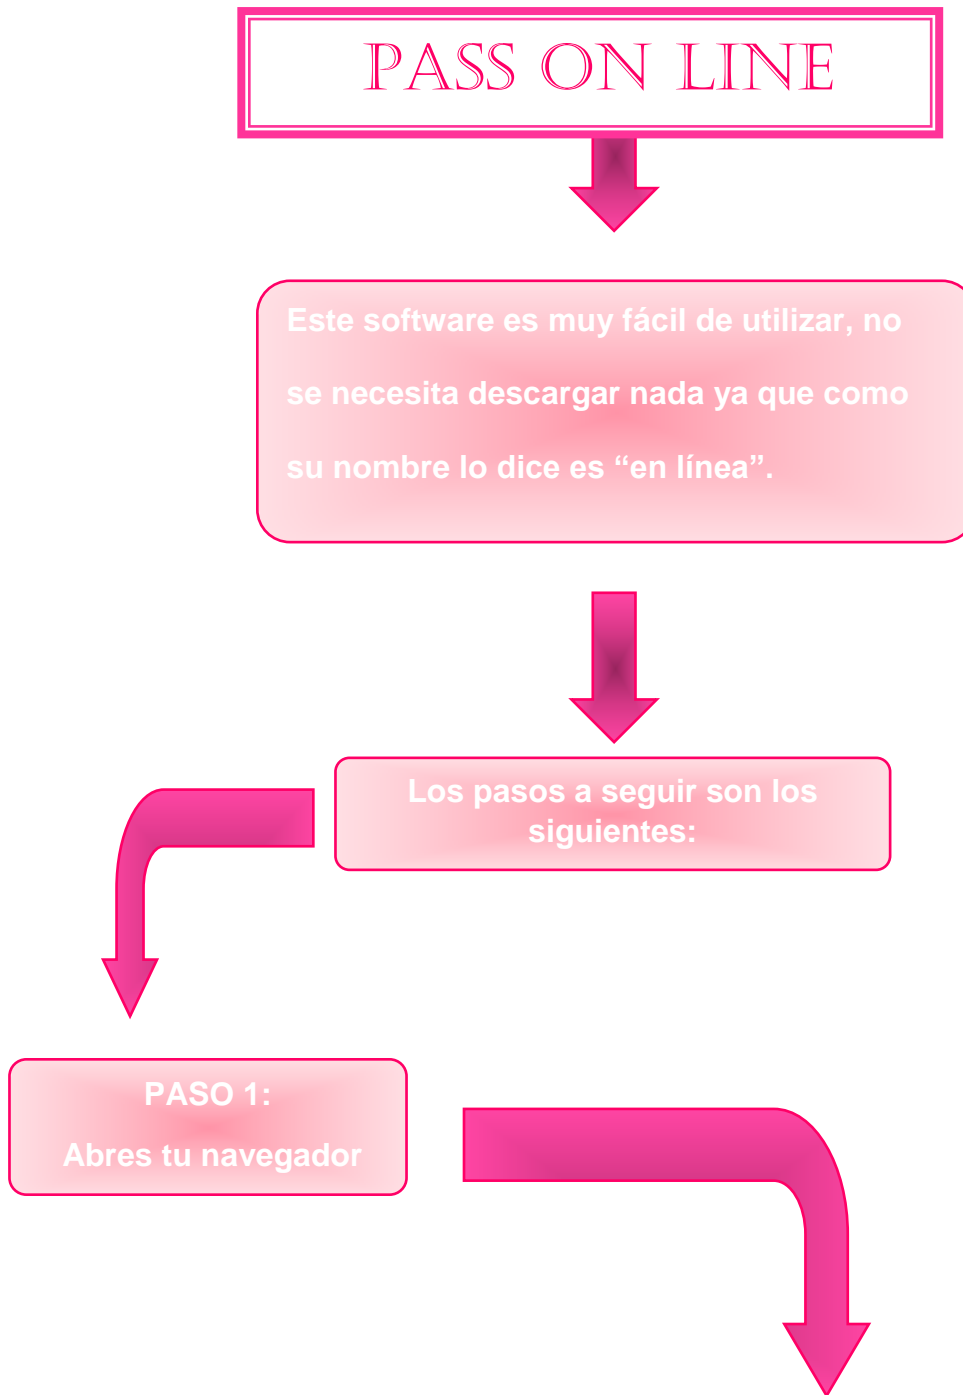 PASS ON LINE
Este software es muy fácil de utilizar, no
se necesita descargar nada ya que como
su nombre lo dice es “en línea”.
Los pasos a seguir son los
siguientes:
PASO 1:
Abres tu navegador